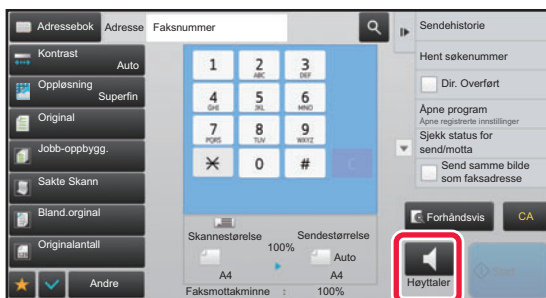 Adressebok
Adresse
Faksnummer
Kontrast
Auto
Oppløsning
Superfin
Original
Jobb-oppbygg.
Sakte Skann
Bland.orginal
Originalantall
Andre
1
2
ABC
3
DEF
4
GHI
5
JKL
6
MNO
7
PQRS
8
TUV
9
WXYZ
0
#
C
Skannestørelse
100%
Sendestørrelse
Auto
A4
A4
Faksmottakminne : 100%
Sendehistorie
Hent søkenummer
Dir. Overført
Åpne program
Åpne registrerte innstillinger
Sjekk status for
send/motta
Send samme bilde
som faksadresse
Forhåndsvis
CA
Høyttaler
Start